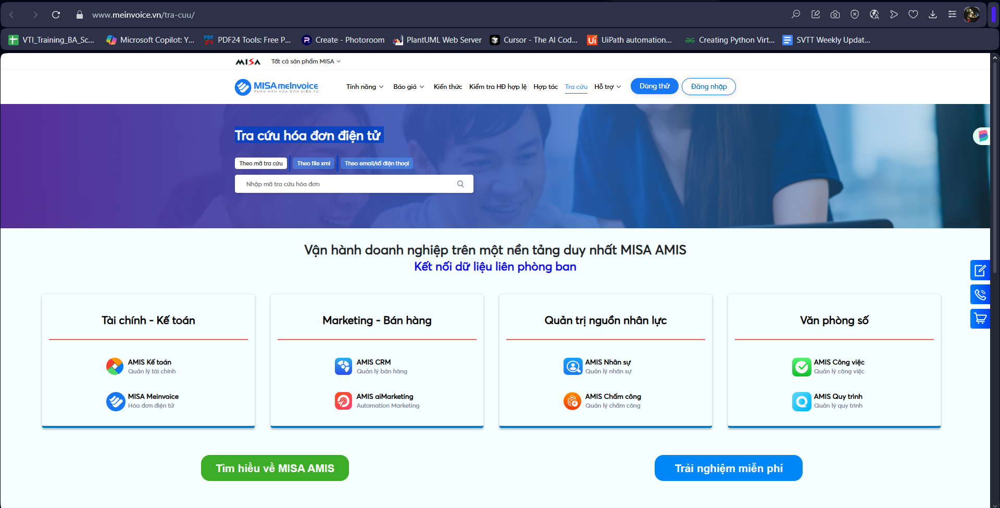 www.meinvoice.vn/tra-cuu/
VTI_Training_BA_Sc...
Microsoft Copilot: Y...
PDF24 Tools: Free P...
Create - Photoroom
PlantUML Web Server
Cursor - The AI Cod...
UiPath automation...
Creating Python Virt...
SVTT Weekly Updat...
MISA
Tất cả sản phẩm MISA
MISA meInvoice
PHẦN MỀM HÓA ĐƠN ĐIỆN TỬ
Tính năng
Báo giá
Kiến thức
Kiểm tra HĐ hợp lệ
Hợp tác
Tra cứu
Hỗ trợ
Dùng thử
Đăng nhập
Tra cứu hóa đơn điện tử
Theo mã tra cứu
Theo file xml
Theo email/số điện thoại
Nhập mã tra cứu hóa đơn
Vận hành doanh nghiệp trên một nền tảng duy nhất MISA AMIS
Kết nối dữ liệu liên phòng ban
Tài chính - Kế toán
AMIS Kế toán
Quản lý tài chính
MISA Meinvoice
Hóa đơn điện tử
Marketing - Bán hàng
AMIS CRM
Quản lý bán hàng
AMIS aiMarketing
Automation Marketing
Quản trị nguồn nhân lực
AMIS Nhân sự
Quản lý nhân sự
AMIS Chấm công
Quản lý chấm công
Văn phòng số
AMIS Công việc
Quản lý công việc
AMIS Quy trình
Quản lý quy trình
Tìm hiểu về MISA AMIS
Trải nghiệm miễn phí